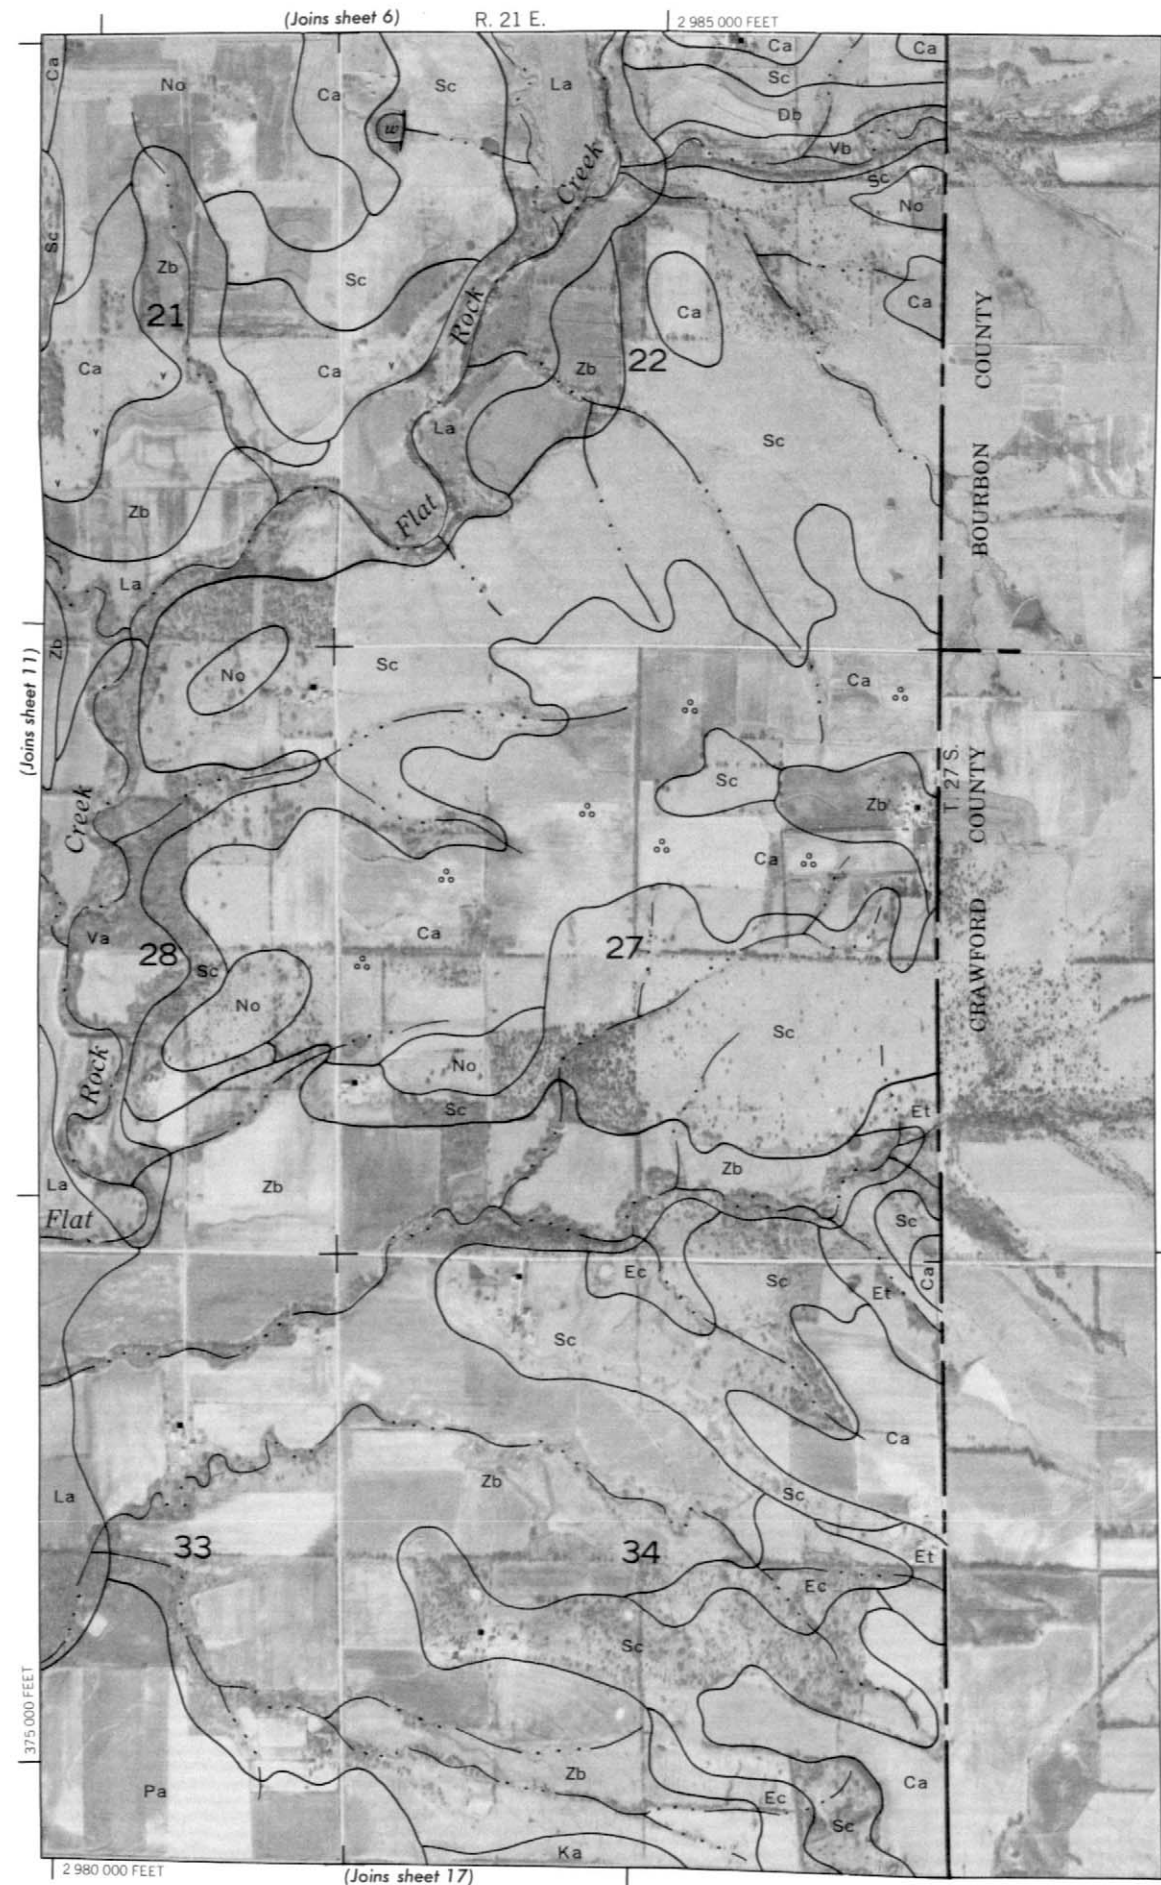 (Joins sheet 6)
R. 21 E.
2 985 000 FEET
Ca
Ca
Ca
No
Ca
Sc
La
Sc
Db
w
Vb
Creek
Sc
No
Sc
Zb
Sc
Ca
Ca
21
Rock
COUNTY
Ca
Ca
Zb
22
La
Sc
BOURBON
Zb
Flat
La
Zb
No
Sc
Ca
(Joins sheet 11)
T. 27 S.
Sc
Zb
Creek
COUNTY
Ca
Va
28
Sc
Ca
27
CRAWFORD
No
Sc
Rock
No
Sc
Et
Zb
La
Zb
Flat
Sc
Ec
Sc
Ca
Et
Sc
Ca
Zb
Sc
La
33
34
Et
Ec
Sc
375 000 FEET
Zb
Pa
Ca
Ec
Sc
Ka
2 980 000 FEET
(Joins sheet 17)